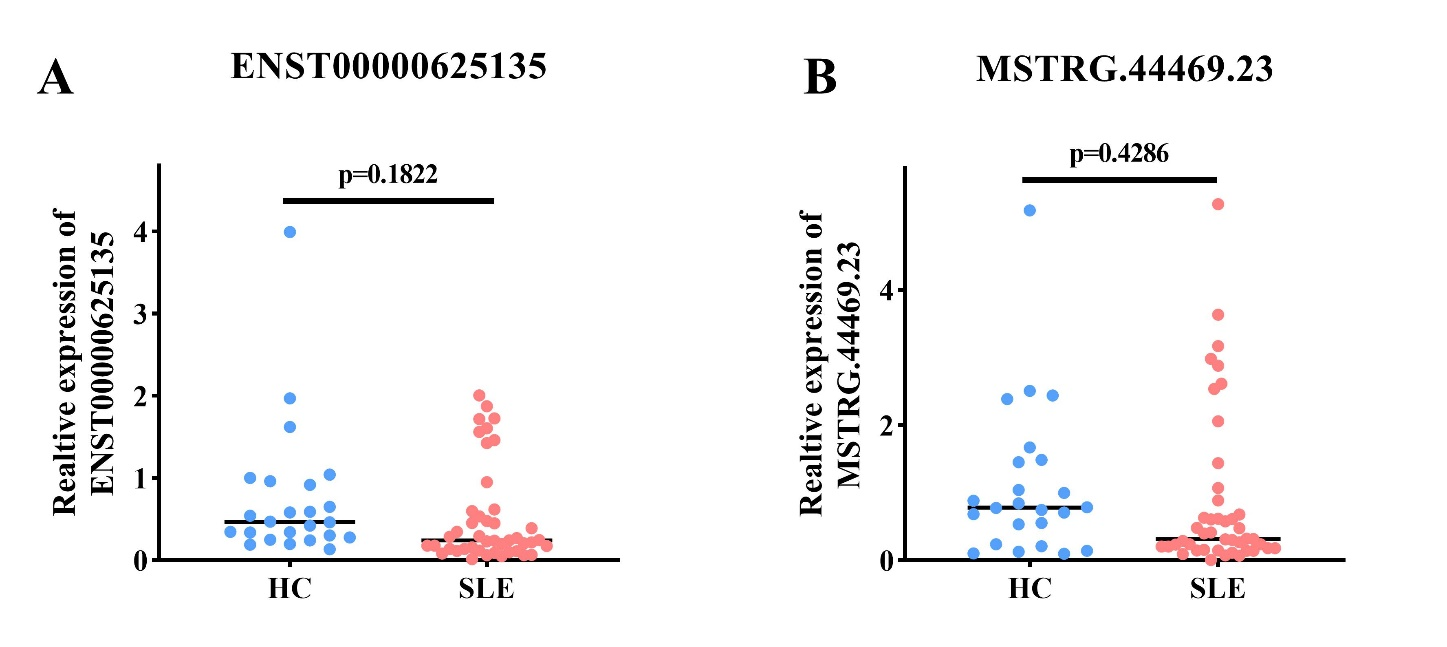 A
ENST00000625135
p=0.1822
Realtive expression of
ENST00000625135
4
3
2
1
0
HC
SLE
B
MSTRG.44469.23
p=0.4286
Realtive expression of
MSTRG.44469.23
4
2
0
HC
SLE